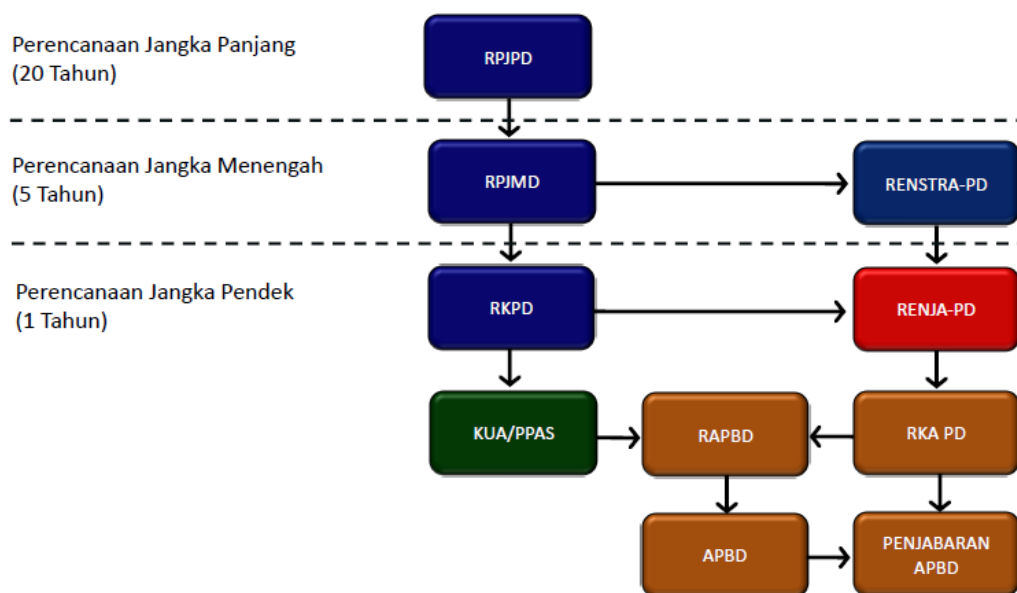 Perencanaan Jangka Panjang
(20 Tahun)
RPJPD
Perencanaan Jangka Menengah
(5 Tahun)
RPJMD
RENSTRA-PD
Perencanaan Jangka Pendek
(1 Tahun)
RKPD
RENJA-PD
KUA/PPAS
RAPBD
RKA PD
APBD
PENJABARAN
APBD